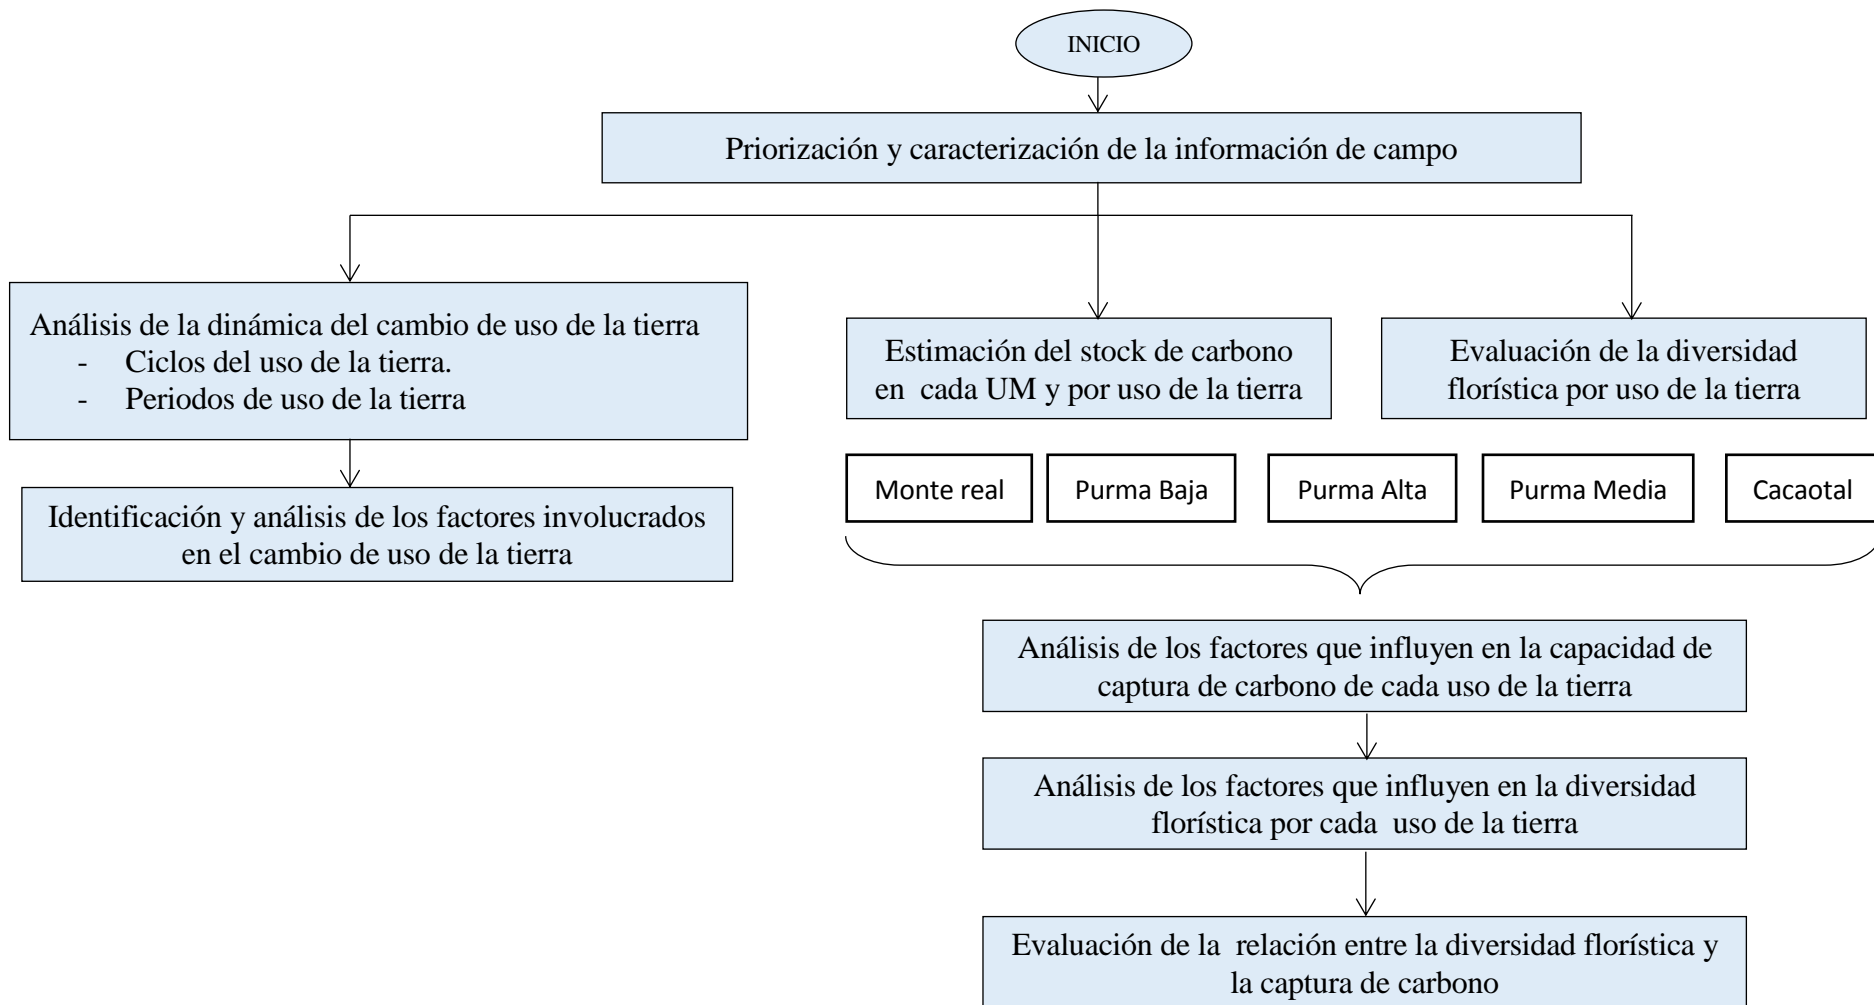 INICIO
Priorización y caracterización de la información de campo
Análisis de la dinámica del cambio de uso de la tierra
- Ciclos del uso de la tierra.
- Periodos de uso de la tierra
Identificación y análisis de los factores involucrados
en el cambio de uso de la tierra
Estimación del stock de carbono
en cada UM y por uso de la tierra
Evaluación de la diversidad
florística por uso de la tierra
Monte real
Purma Baja
Purma Alta
Purma Media
Cacaotal
Análisis de los factores que influyen en la capacidad de
captura de carbono de cada uso de la tierra
Análisis de los factores que influyen en la diversidad
florística por cada uso de la tierra
Evaluación de la relación entre la diversidad florística y
la captura de carbono